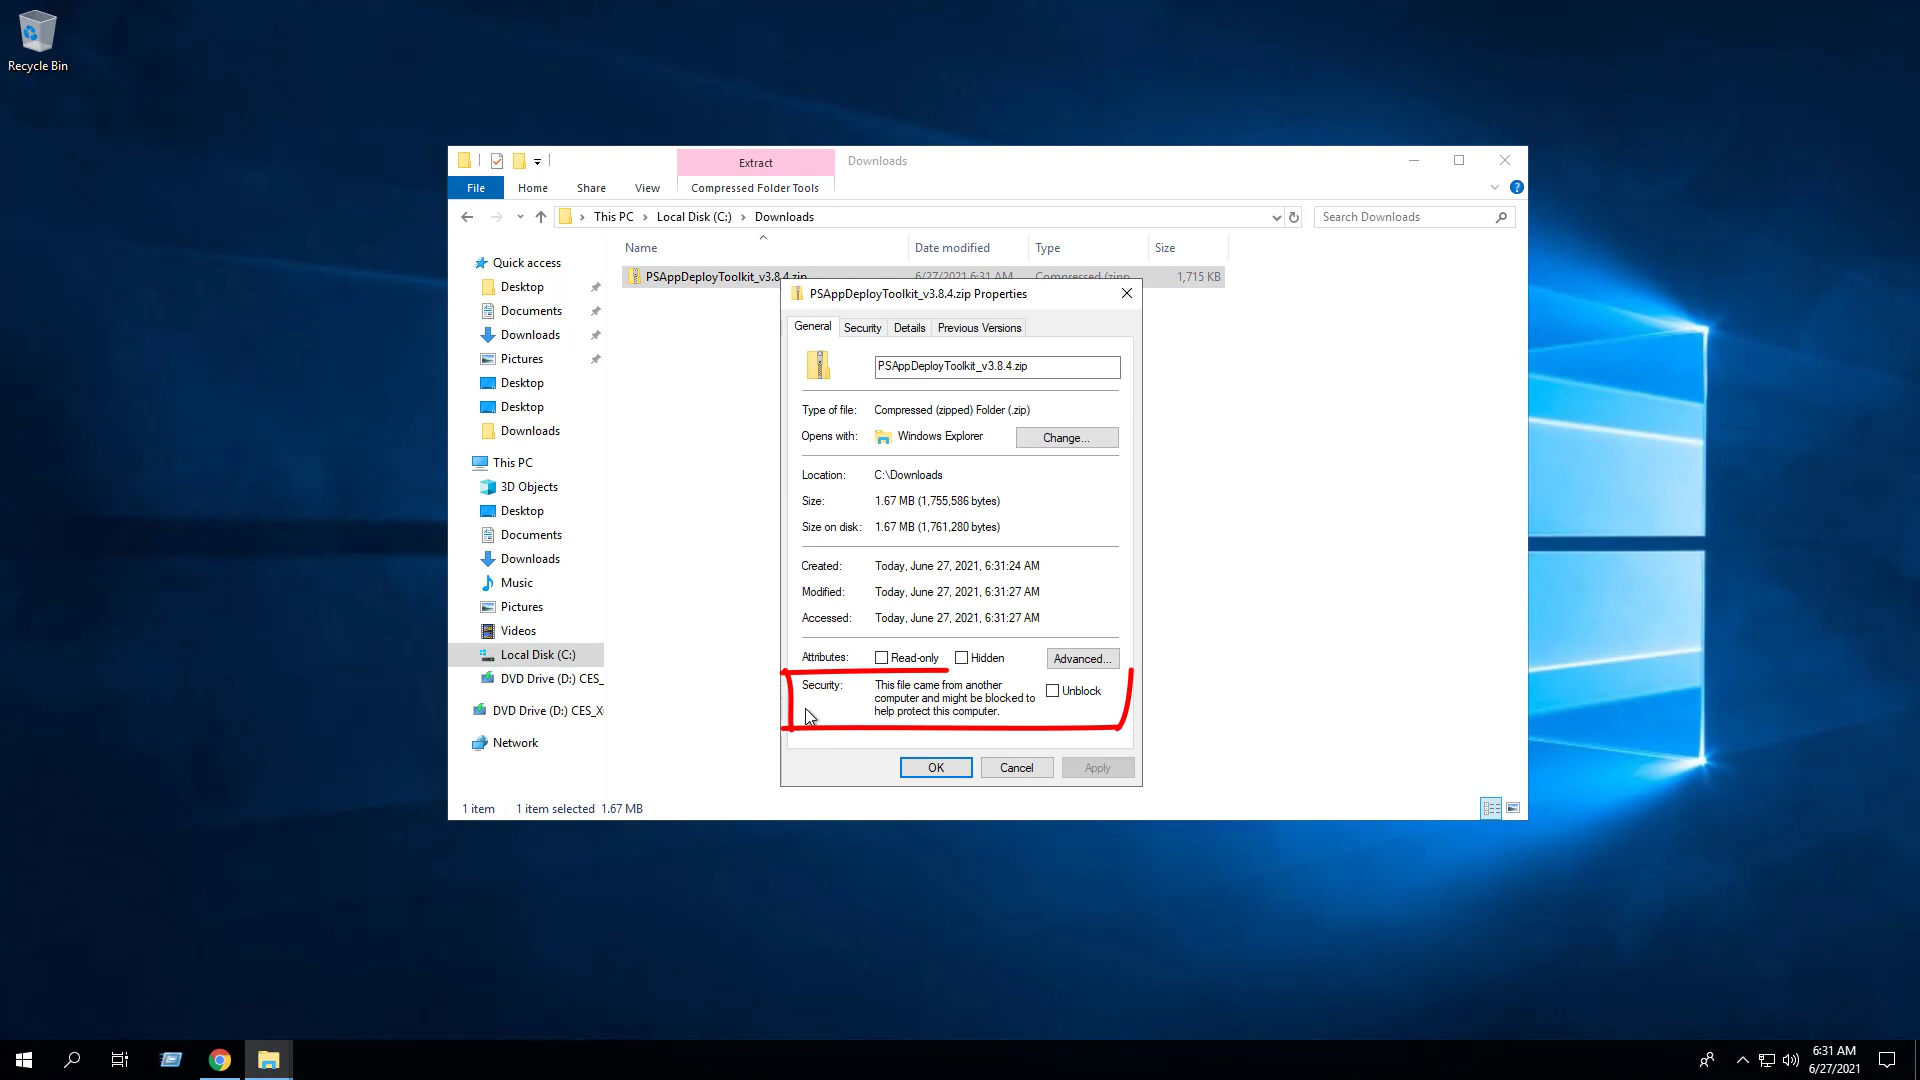 Recycle Bin
Extract
Downloads
File
Home
Share
View
Compressed Folder Tools
This PC
Local Disk (C:)
Downloads
Search Downloads
Name
Date modified
Type
Size
PSAppDeployToolkit_v3.8.4.zip
6/27/2021 6:31 AM
Compressed (zipp
1,715 KB
Quick access
Desktop
Documents
Downloads
Pictures
Desktop
Desktop
Downloads
This PC
3D Objects
Desktop
Documents
Downloads
Music
Pictures
Videos
Local Disk (C:)
DVD Drive (D:) CES_
DVD Drive (D:) CES_X
Network
1 item
1 item selected 1.67 MB
PSAppDeployToolkit_v3.8.4.zip Properties
General
Security
Details
Previous Versions
PSAppDeployToolkit_v3.8.4.zip
Type of file: Compressed (zipped) Folder (.zip)
Opens with: Windows Explorer
Change...
Location: C:\Downloads
Size: 1.67 MB (1,755,586 bytes)
Size on disk: 1.67 MB (1,761,280 bytes)
Created: Today, June 27, 2021, 6:31:24 AM
Modified: Today, June 27, 2021, 6:31:27 AM
Accessed: Today, June 27, 2021, 6:31:27 AM
Attributes: Read-only Hidden
Advanced...
Security: This file came from another
computer and might be blocked to
help protect this computer.
Unblock
OK
Cancel
Apply
6:31 AM
6/27/2021